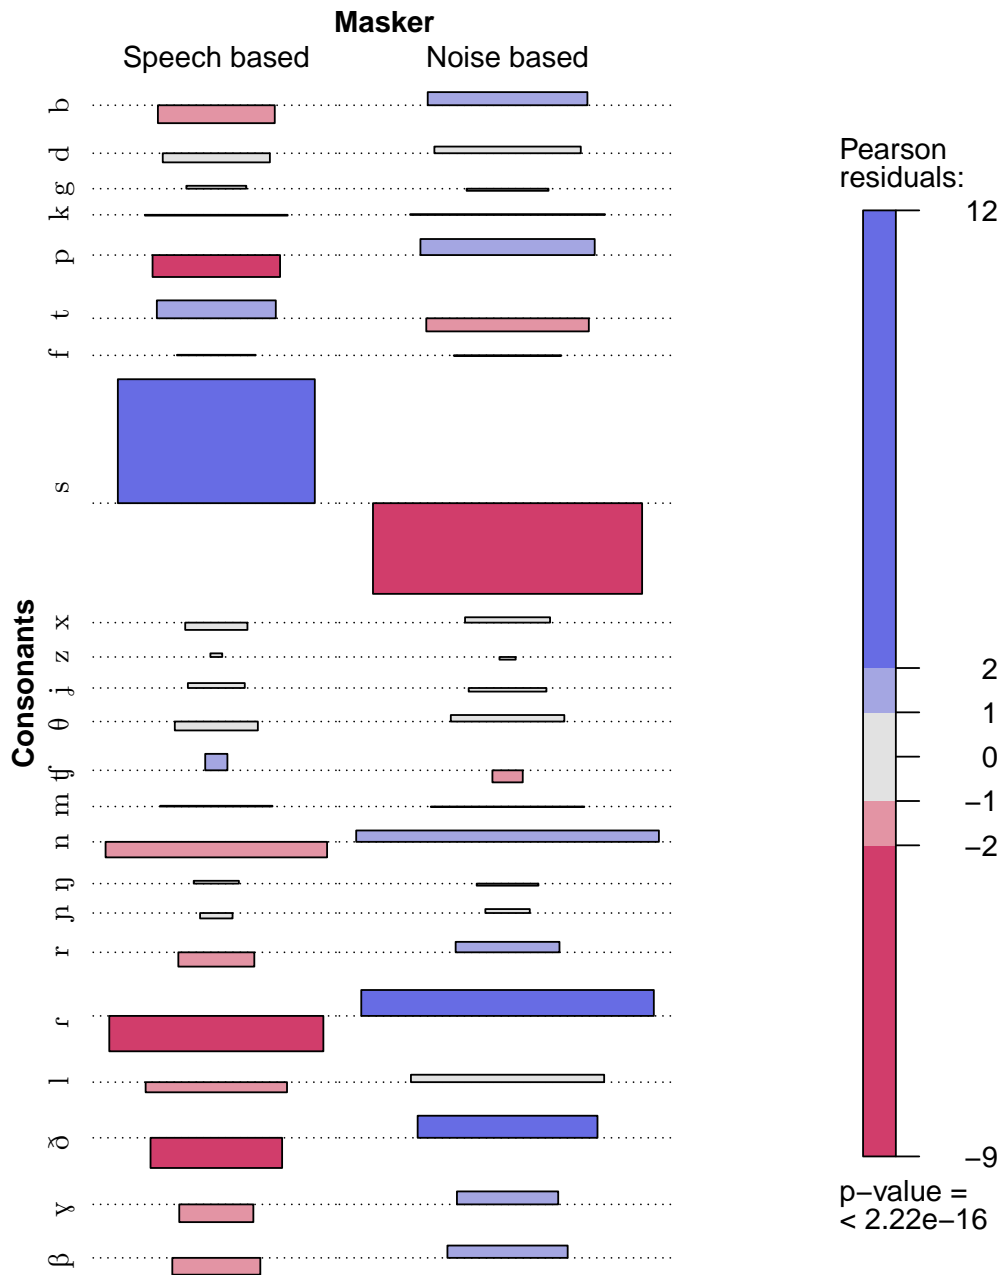 Masker
Speech based
Noise based
Consonants
b
d
g
k
p
t
f
s
x
z
j
θ
ʧ
m
n
ŋ
ɲ
r
ɾ
l
ð
ɣ
β
Pearson
residuals:
12
2
1
0
−1
−2
−9
p−value =
< 2.22e−16